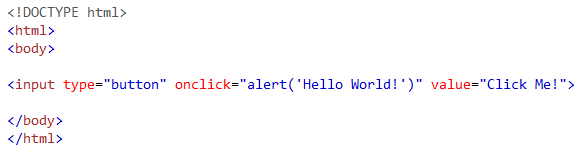 <!DOCTYPE html>
<html>
<body>
<input type="button" onclick="alert('Hello World!')" value="Click Me!">
</body>
</html>